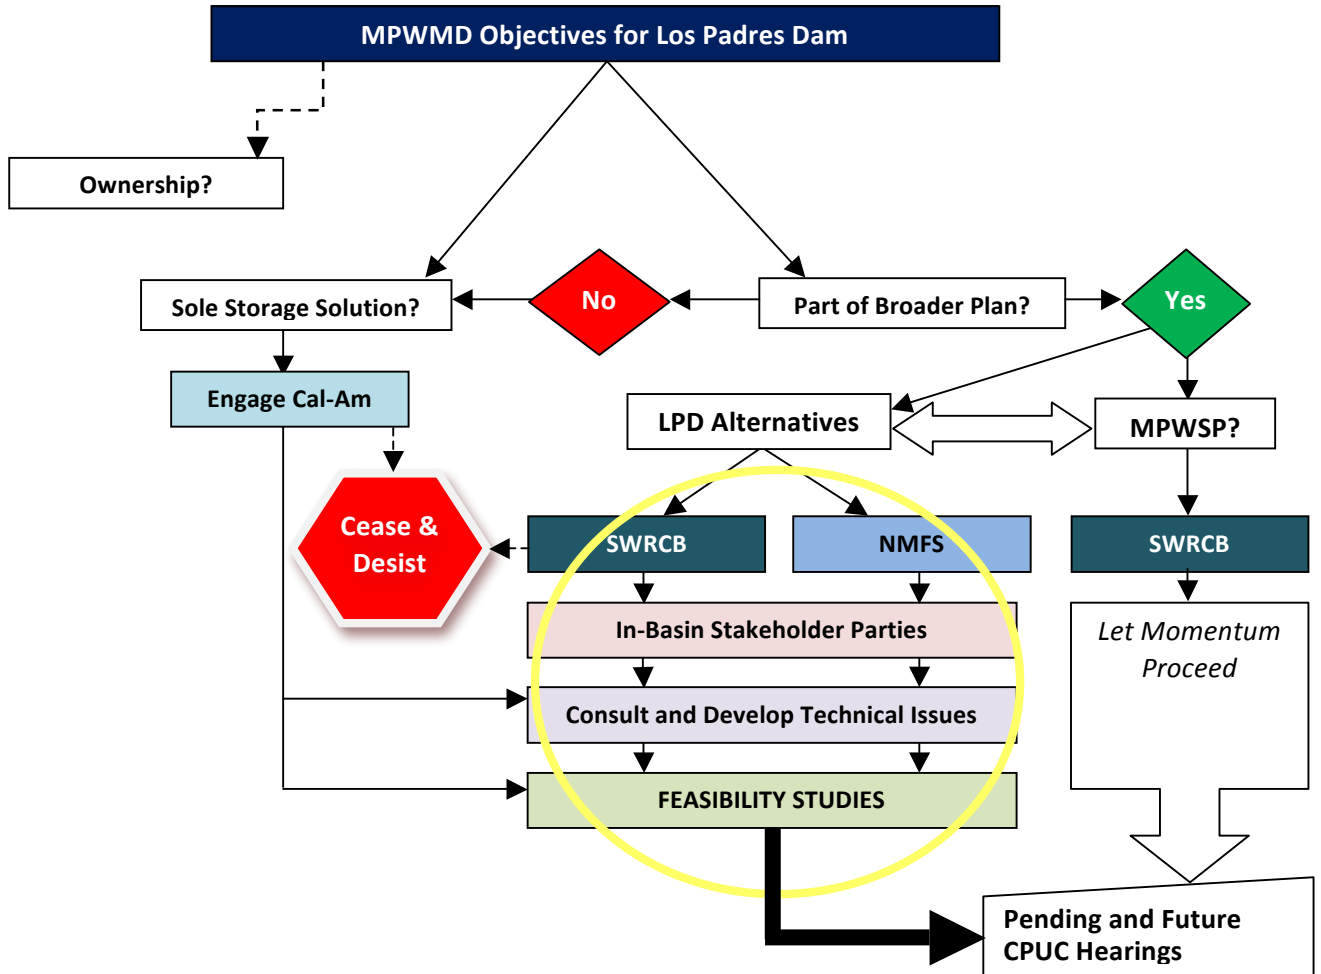 MPWMD Objectives for Los Padres Dam
Ownership?
Sole Storage Solution?
No
Part of Broader Plan?
Yes
Engage Cal-Am
LPD Alternatives
MPWSP?
Cease &
Desist
SWRCB
NMFS
SWRCB
In-Basin Stakeholder Parties
Let Momentum
Proceed
Consult and Develop Technical Issues
FEASIBILITY STUDIES
Pending and Future
CPUC Hearings